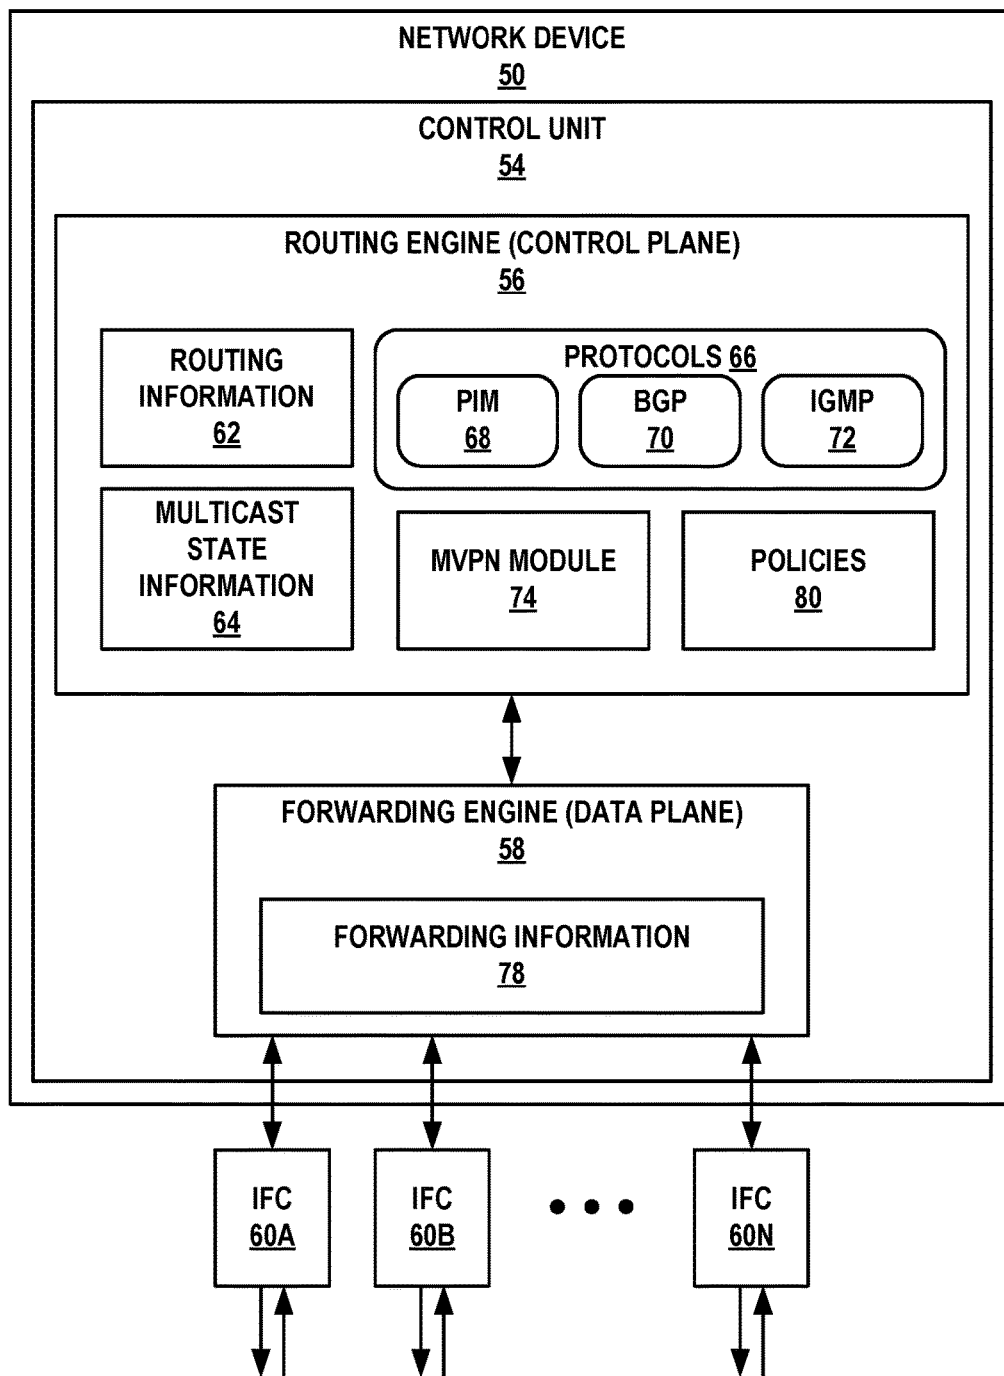 NETWORK DEVICE
50
CONTROL UNIT
54
ROUTING ENGINE (CONTROL PLANE)
56
ROUTING
INFORMATION
62
PROTOCOLS 66
PIM
68
BGP
70
IGMP
72
MULTICAST
STATE
INFORMATION
64
MVPN MODULE
74
POLICIES
80
FORWARDING ENGINE (DATA PLANE)
58
FORWARDING INFORMATION
78
IFC
60A
IFC
60B
IFC
60N